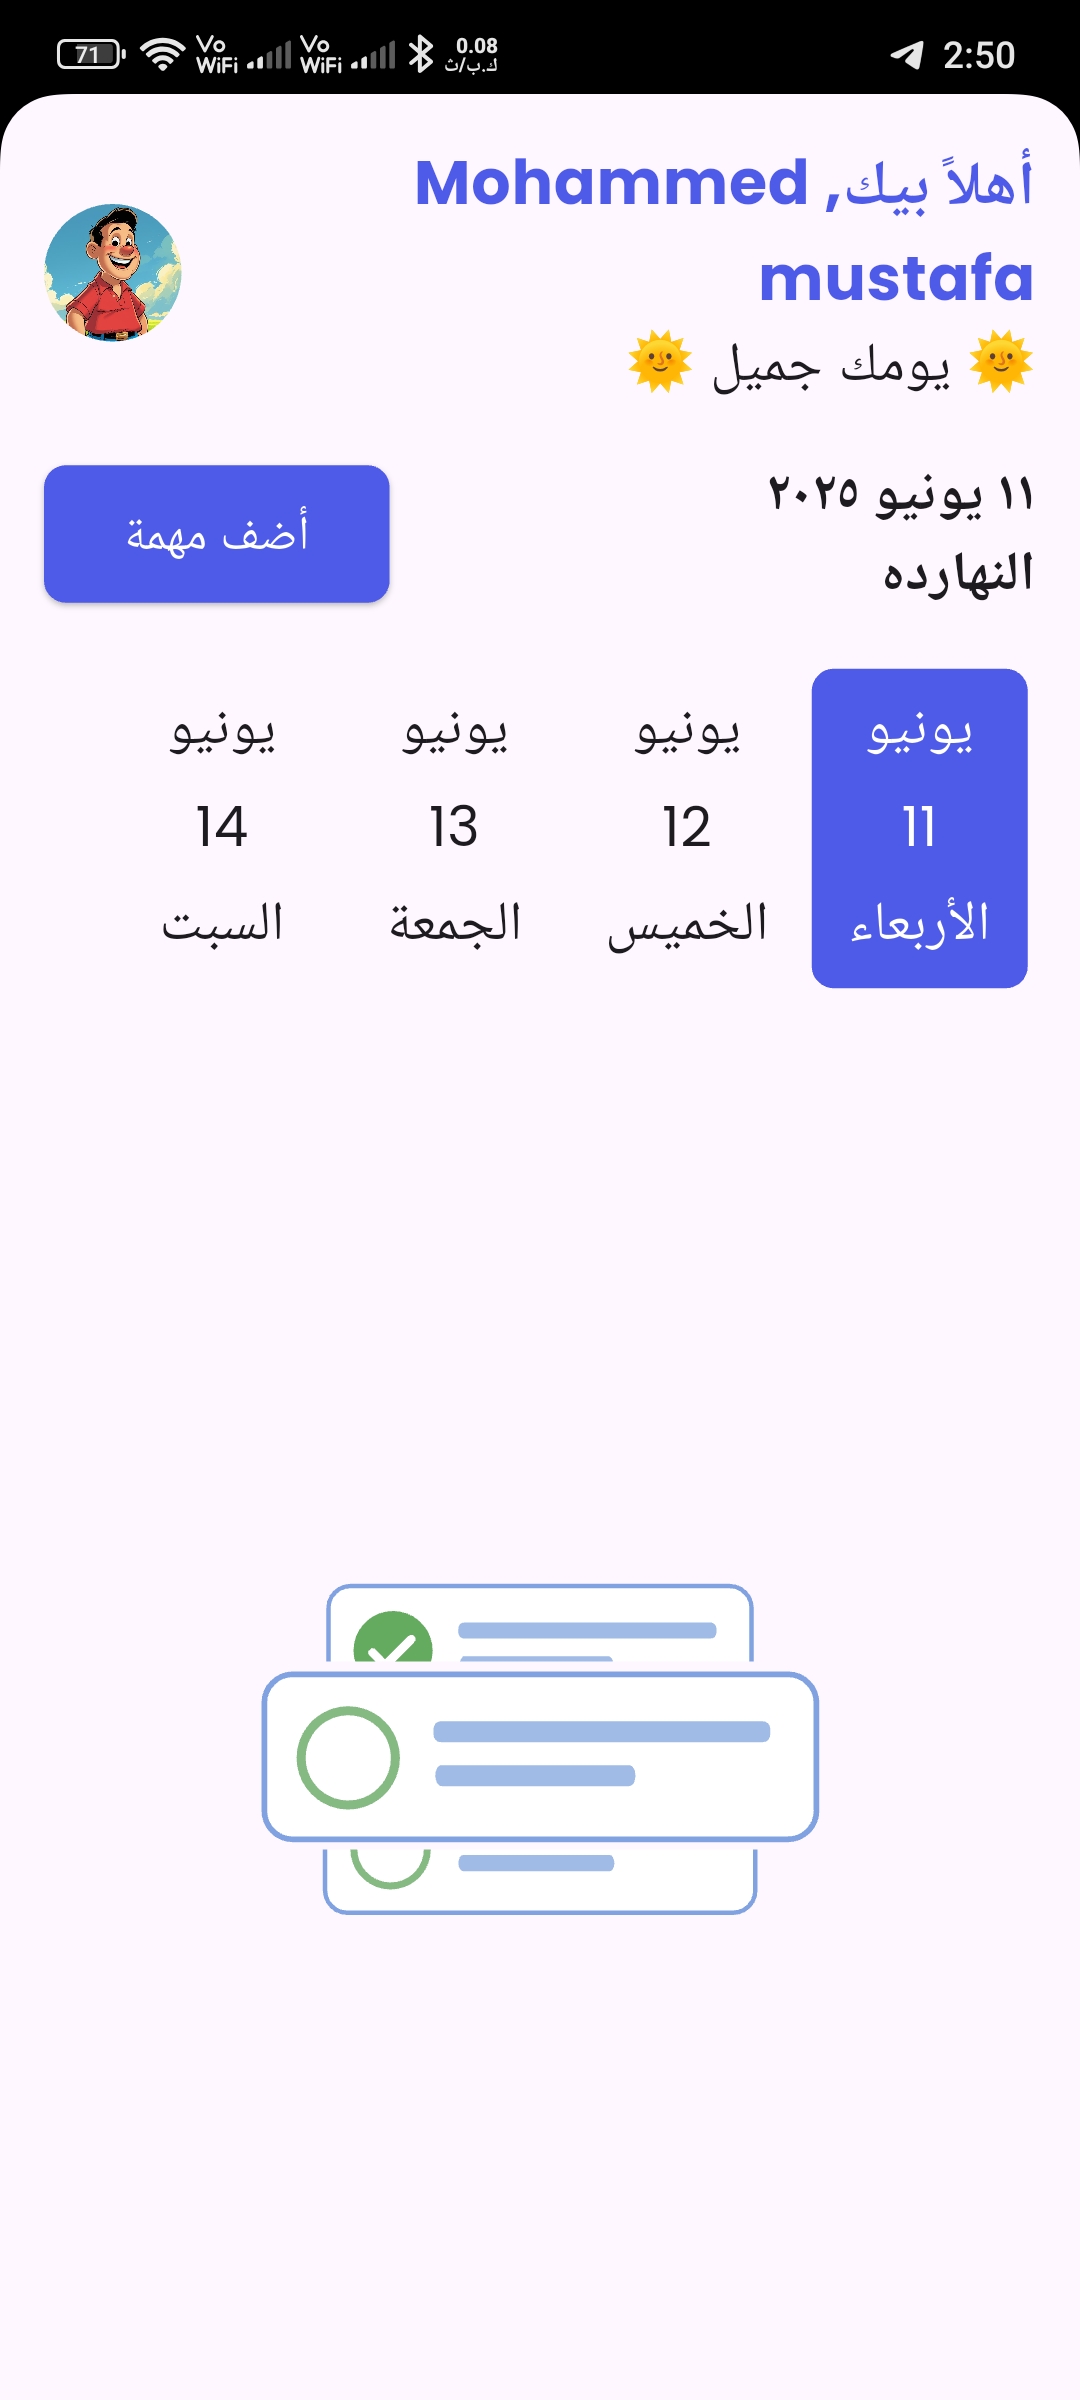 71 Vo WiFi Vo WiFi 0.08 ك.ب/ث 2:50
أهلاً بيك, Mohammed
mustafa
🌞 يومك جميل 🌞
١١ يونيو ٢٠٢٥
النهارده
أضف مهمة
يونيو يونيو يونيو يونيو
11 12 13 14
الأربعاء الخميس الجمعة السبت